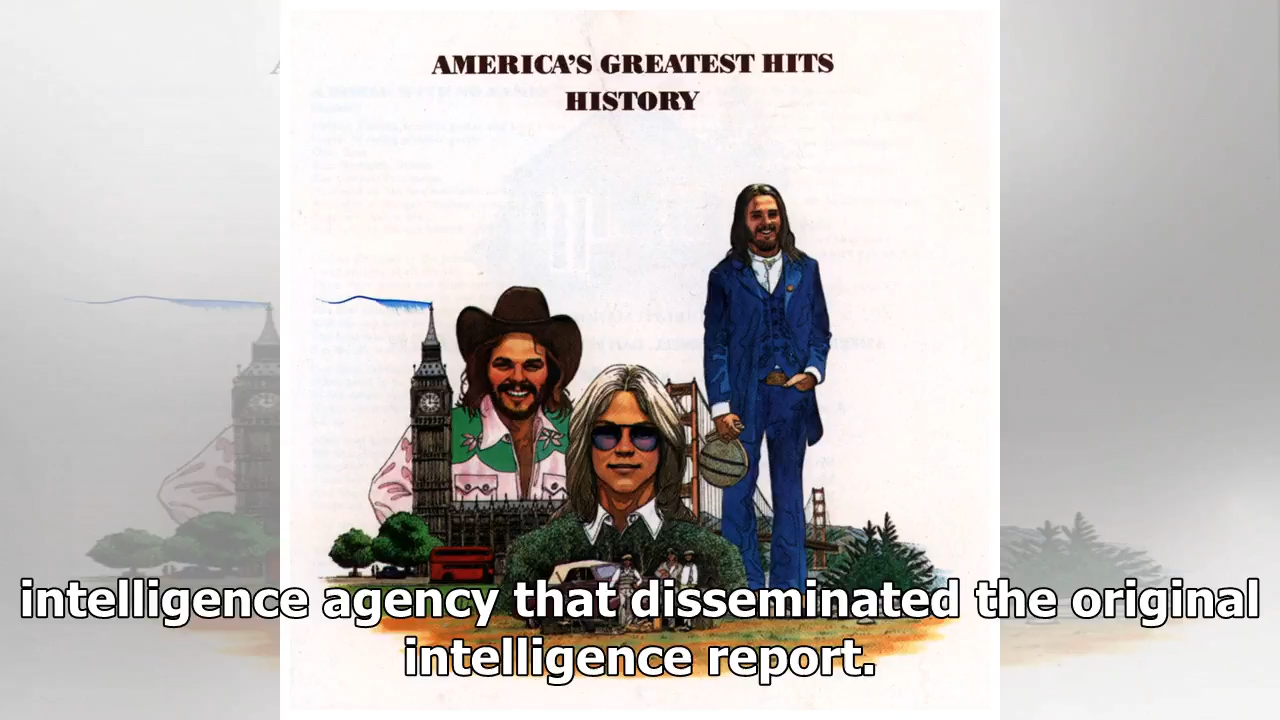 AMERICA'S GREATEST HITS
HISTORY
intelligence agency that disseminated the original
intelligence report.